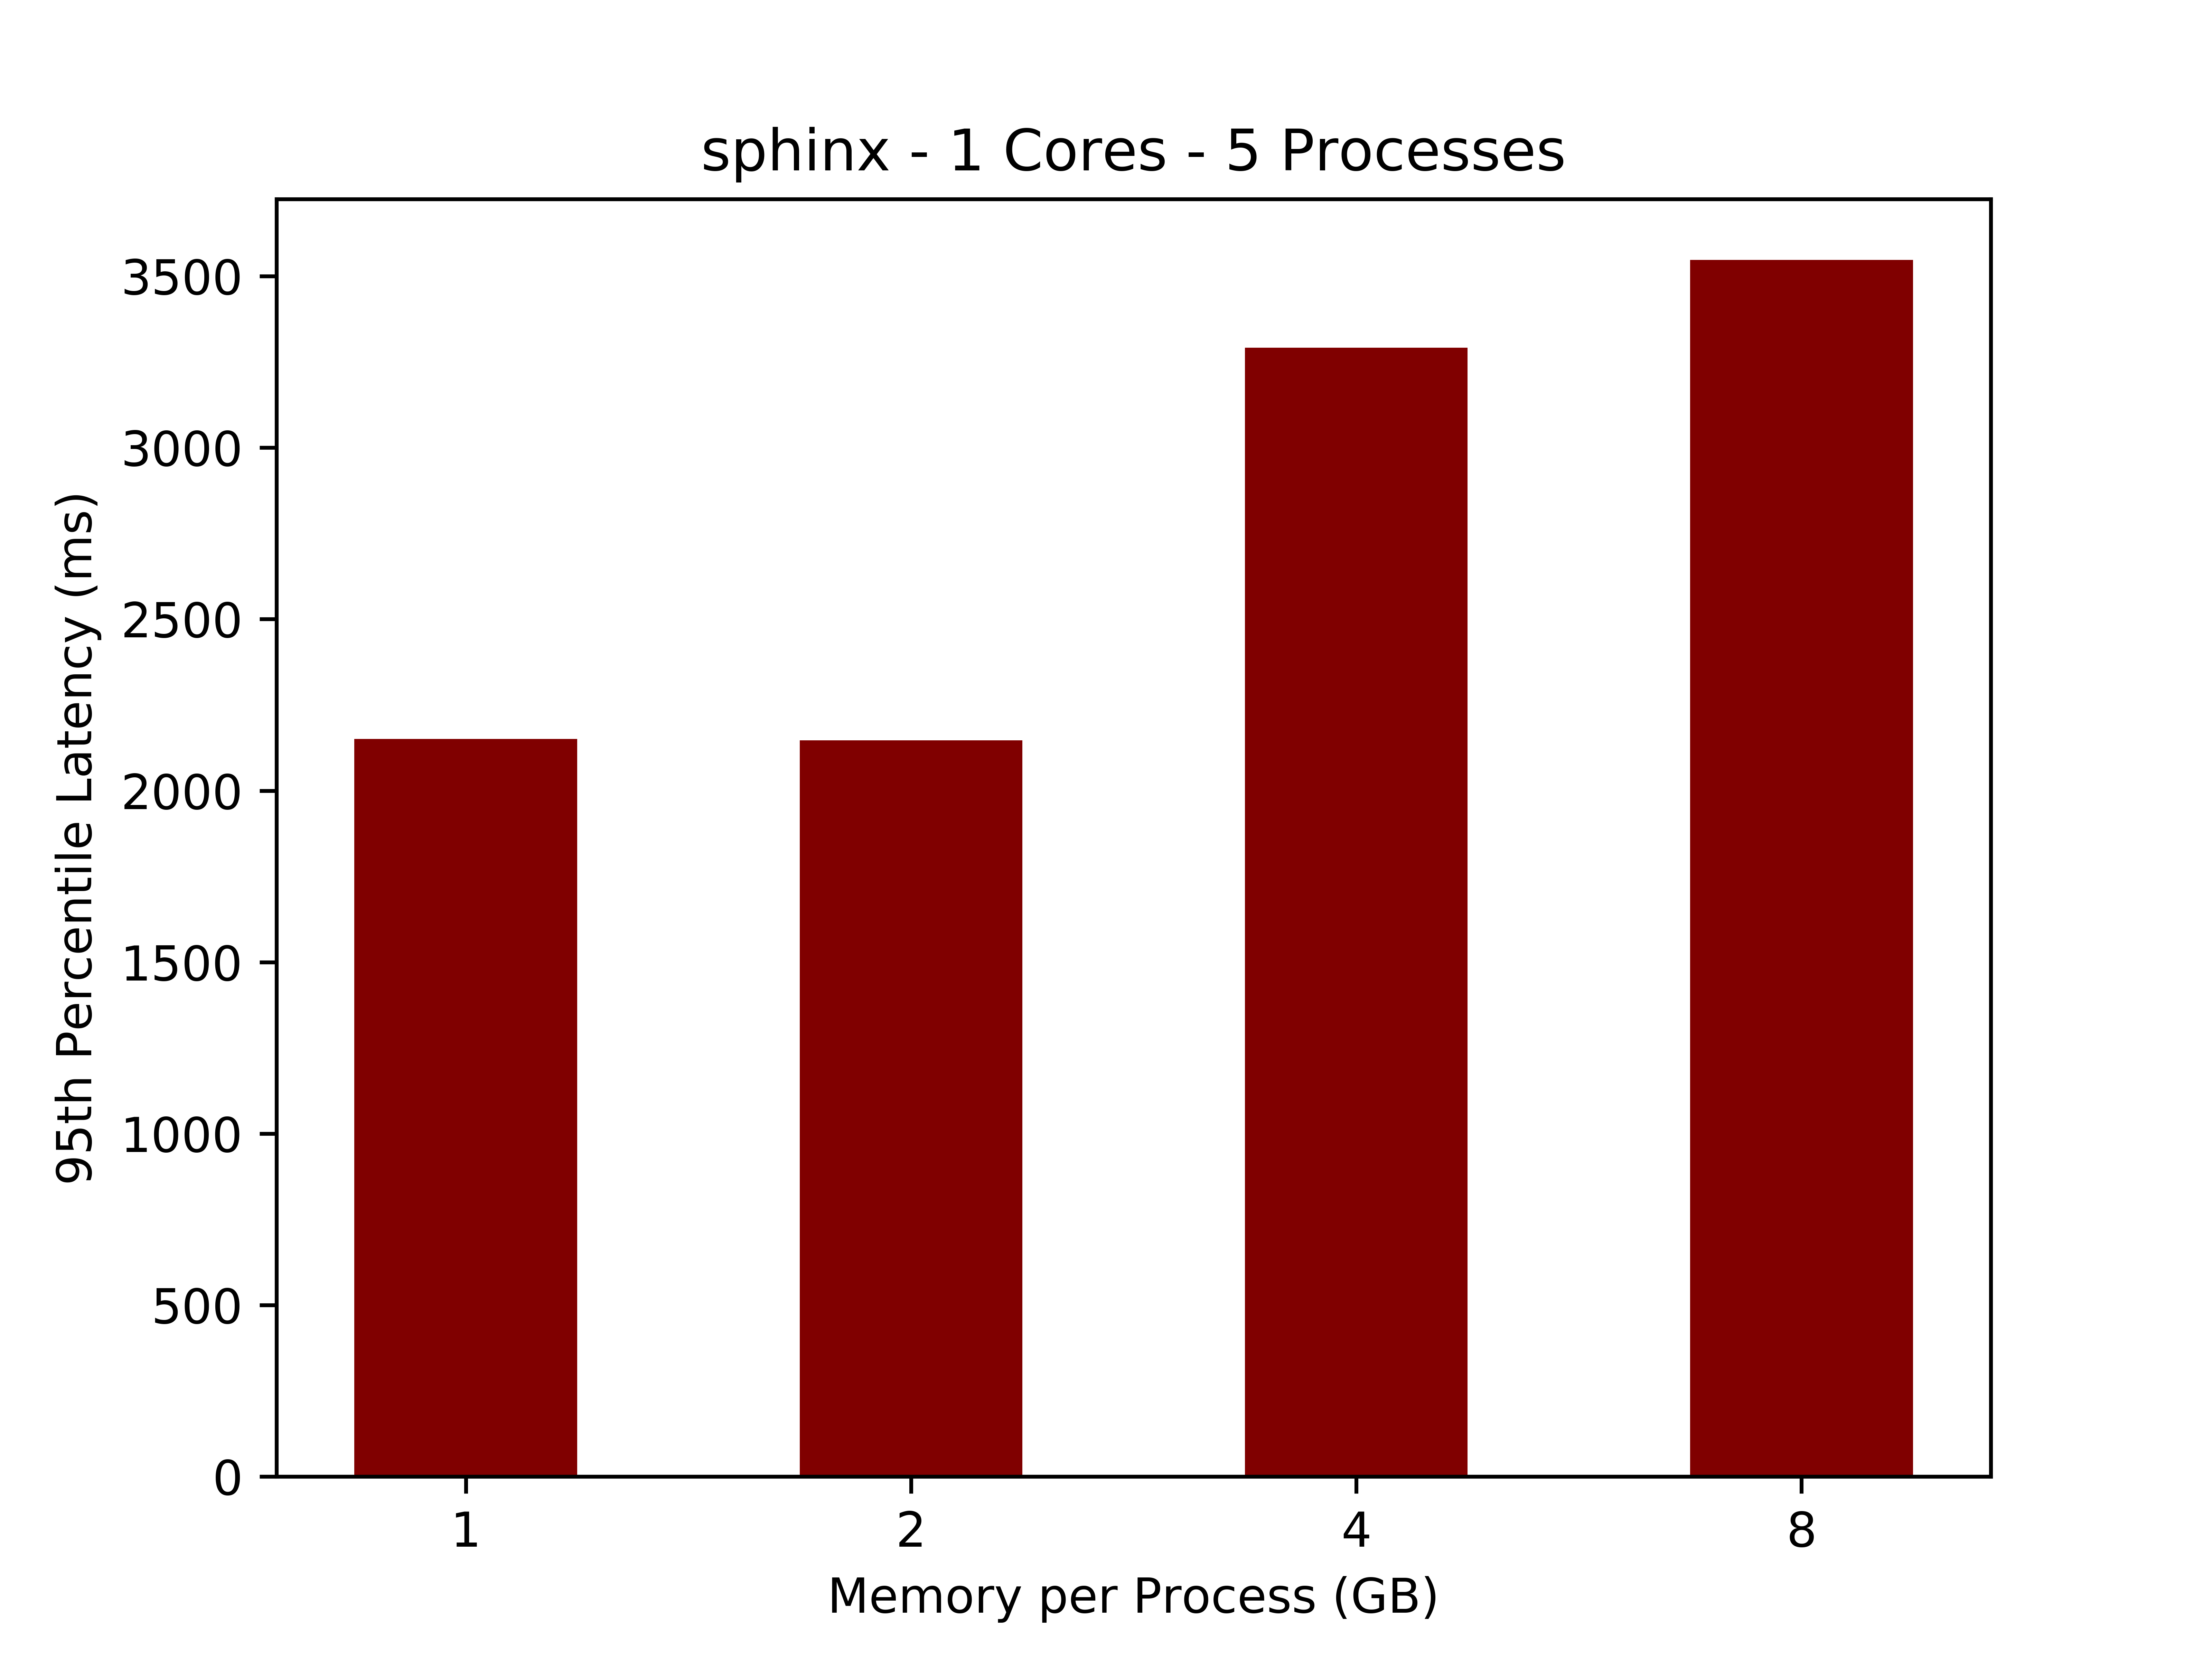 sphinx - 1 Cores - 5 Processes
95th Percentile Latency (ms)
3500
3000
2500
2000
1500
1000
500
0
1 2 4 8
Memory per Process (GB)